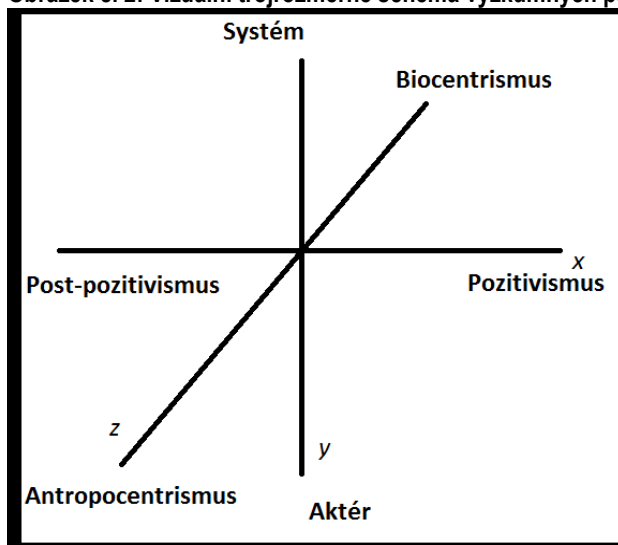 Systém
Biocentrismus
x
Post-pozitivismus
Pozitivismus
z
y
Antropocentrismus
Aktér